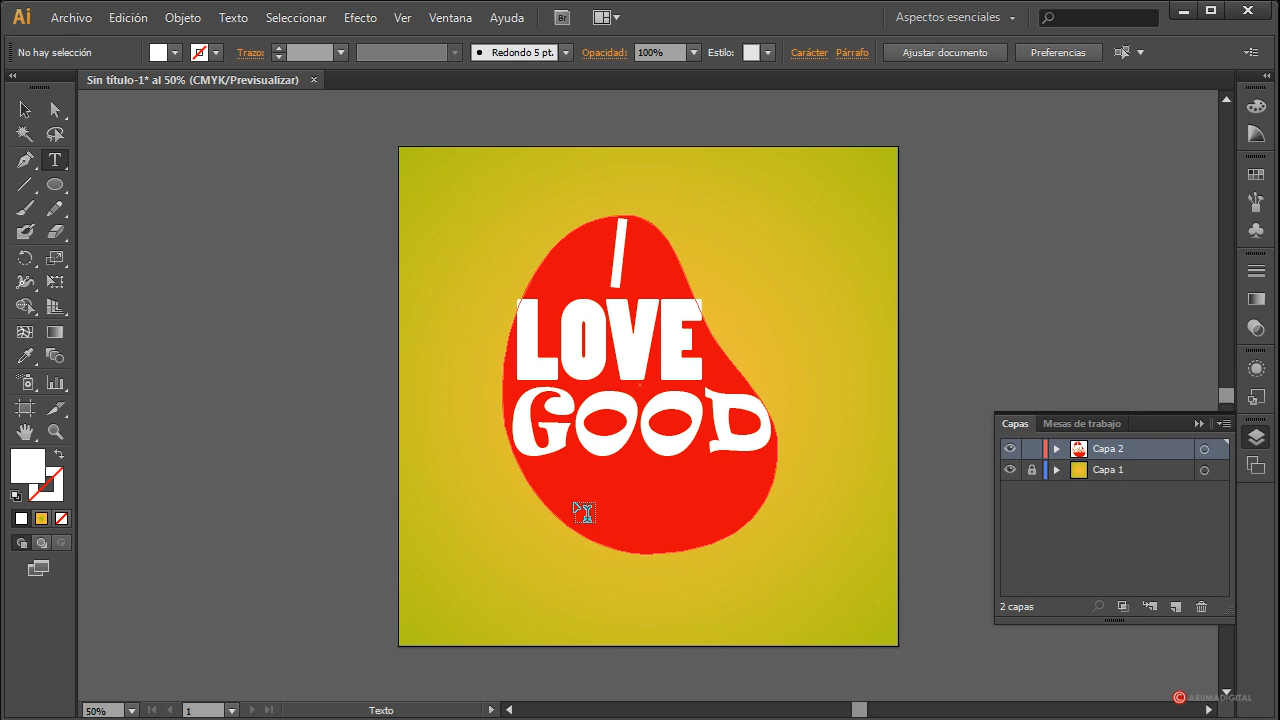 Ai Archivo Edición Objeto Texto Seleccionar Efecto Ver Ventana Ayuda Br Aspectos esenciales
No hay selección Trazo: Redondo 5 pt. Opacidad: 100% Estilo: Carácter Párrafo Ajustar documento Preferencias
Sin título-1* al 50% (CMYK/Previsualizar)
I
LOVE
GOOD
Capas Mesas de trabajo
Capa 2
Capa 1
2 capas
© ARUMADIGITAL
50% 1 Texto